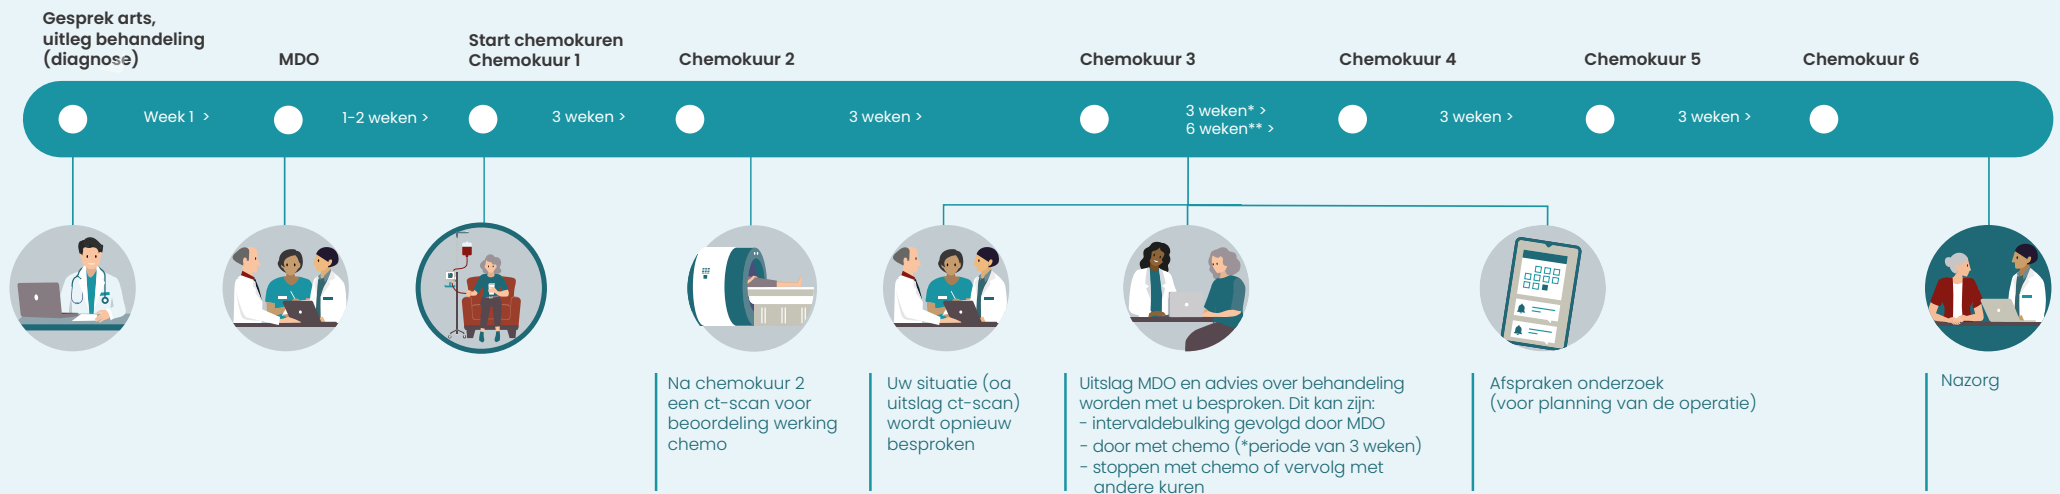 Gesprek arts,
uitleg behandeling
(diagnose)
MDO
Start chemokuren
Chemokuur 1
Chemokuur 2
Chemokuur 3
Chemokuur 4
Chemokuur 5
Chemokuur 6
Week 1 >
1-2 weken >
3 weken >
3 weken >
3 weken* >
6 weken** >
3 weken >
3 weken >
Na chemokuur 2
een ct-scan voor
beoordeling werking
chemo
Uw situatie (oa
uitslag ct-scan)
wordt opnieuw
besproken
Uitslag MDO en advies over behandeling
worden met u besproken. Dit kan zijn:
- intervaldebulking gevolgd door MDO
- door met chemo (*periode van 3 weken)
- stoppen met chemo of vervolg met
andere kuren
Afspraken onderzoek
(voor planning van de operatie)
Nazorg